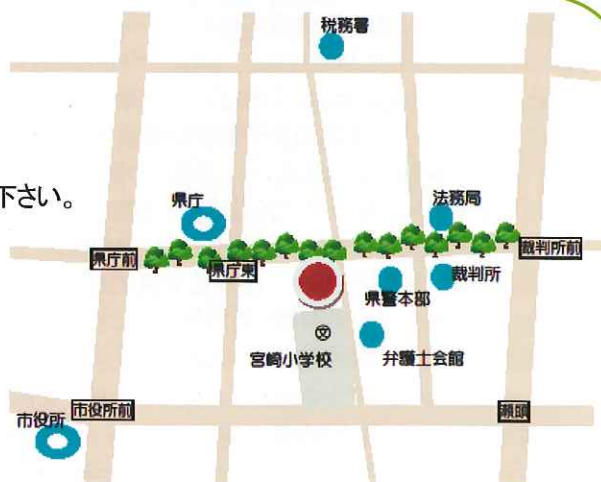 税務署
下さい。
県庁
法務局
県庁前
県庁東
裁判所前
裁判所
県警本部
文
宮崎小学校
弁護士会館
市役所前
瀬頭
市役所